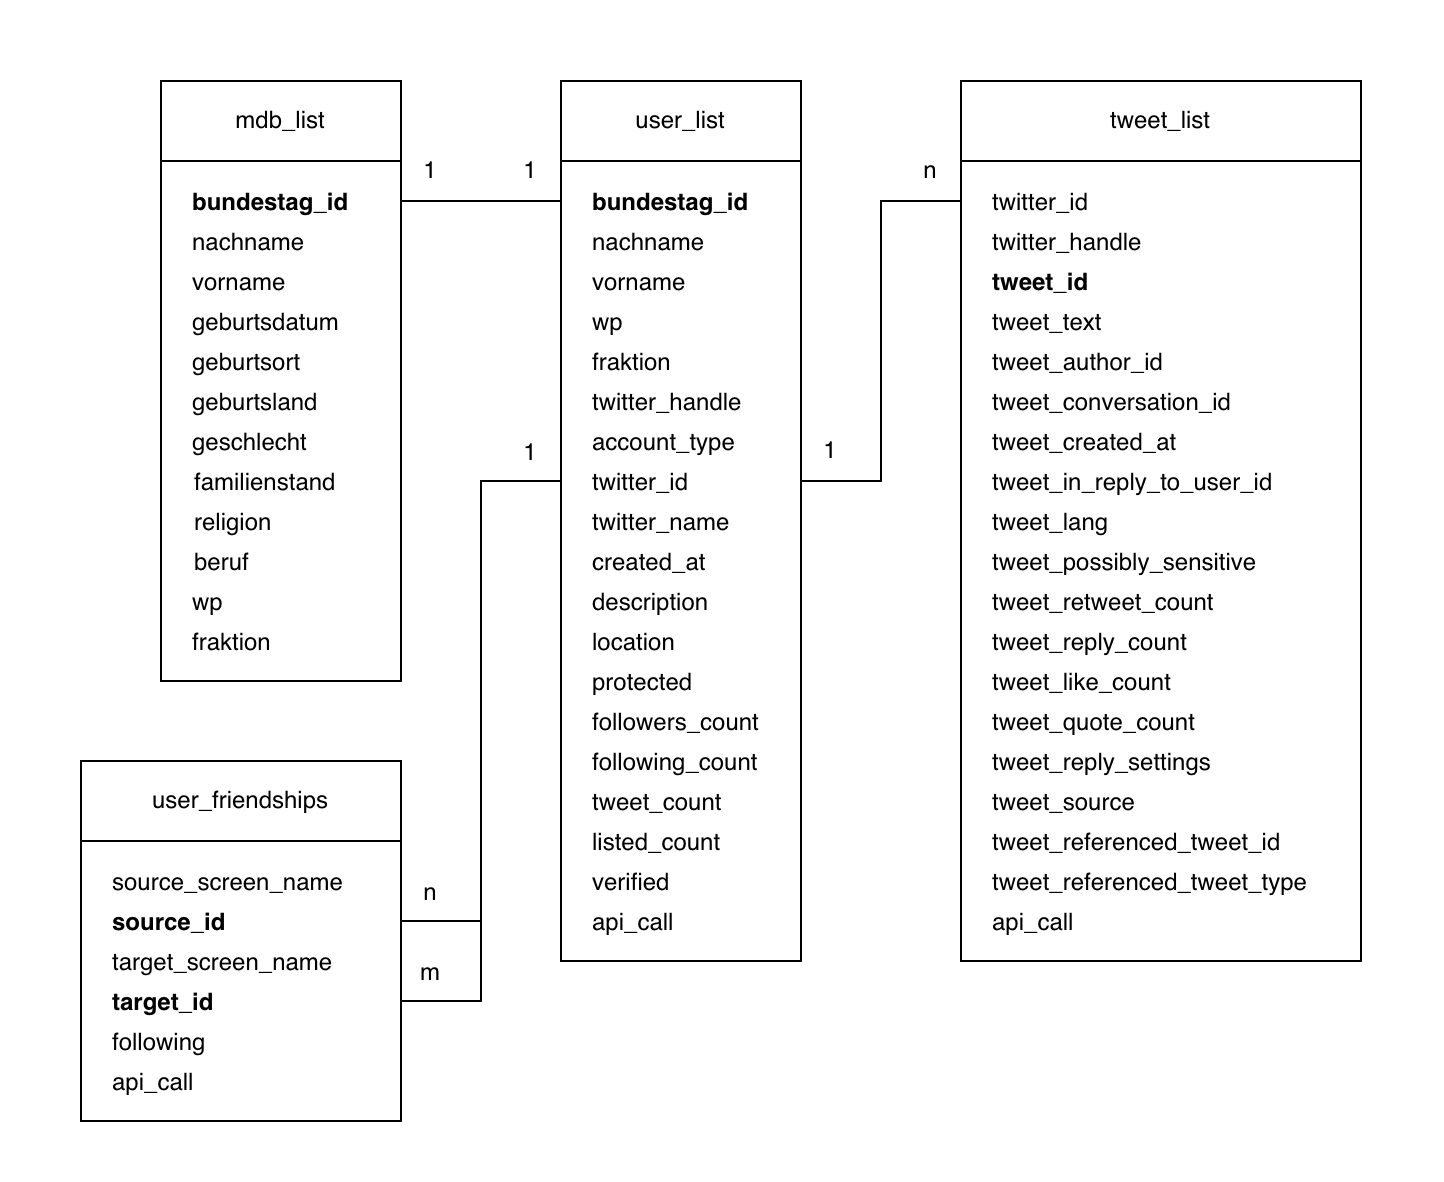 mdb_list
bundestag_id
nachname
vorname
geburtsdatum
geburtsort
geburtsland
geschlecht
familienstand
religion
beruf
wp
fraktion
1
1
user_list
bundestag_id
nachname
vorname
wp
fraktion
twitter_handle
account_type
twitter_id
twitter_name
created_at
description
location
protected
followers_count
following_count
tweet_count
listed_count
verified
api_call
1
1
n
tweet_list
twitter_id
twitter_handle
tweet_id
tweet_text
tweet_author_id
tweet_conversation_id
tweet_created_at
tweet_in_reply_to_user_id
tweet_lang
tweet_possibly_sensitive
tweet_retweet_count
tweet_reply_count
tweet_like_count
tweet_quote_count
tweet_reply_settings
tweet_source
tweet_referenced_tweet_id
tweet_referenced_tweet_type
api_call
user_friendships
source_screen_name
source_id
target_screen_name
target_id
following
api_call
n
m